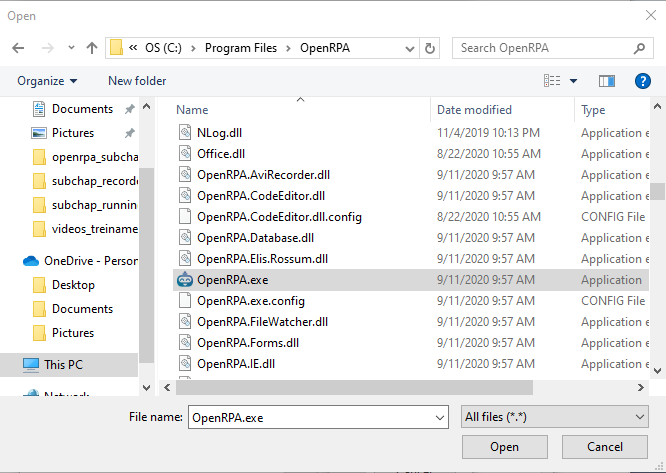 Open
« OS (C:) > Program Files > OpenRPA
Search OpenRPA
Organize
New folder
Documents
Pictures
openrpa_subcha
subchap_recorde
subchap_running
videos_treiname
OneDrive - Person
Desktop
Documents
Pictures
This PC
Name Date modified Type
NLog.dll 11/4/2019 10:13 PM Application e
Office.dll 8/22/2020 10:55 AM Application e
OpenRPA.AviRecorder.dll 9/11/2020 9:57 AM Application e
OpenRPA.CodeEditor.dll 9/11/2020 9:57 AM Application e
OpenRPA.CodeEditor.dll.config 8/22/2020 10:55 AM CONFIG File
OpenRPA.Database.dll 9/11/2020 9:57 AM Application e
OpenRPA.Elis.Rossum.dll 9/11/2020 9:57 AM Application e
OpenRPA.exe 9/11/2020 9:57 AM Application
OpenRPA.exe.config 9/11/2020 9:57 AM CONFIG File
OpenRPA.FileWatcher.dll 9/11/2020 9:57 AM Application e
OpenRPA.Forms.dll 9/11/2020 9:57 AM Application e
OpenRPA.IE.dll 9/11/2020 9:57 AM Application e
File name: OpenRPA.exe
All files (*.*)
Open
Cancel